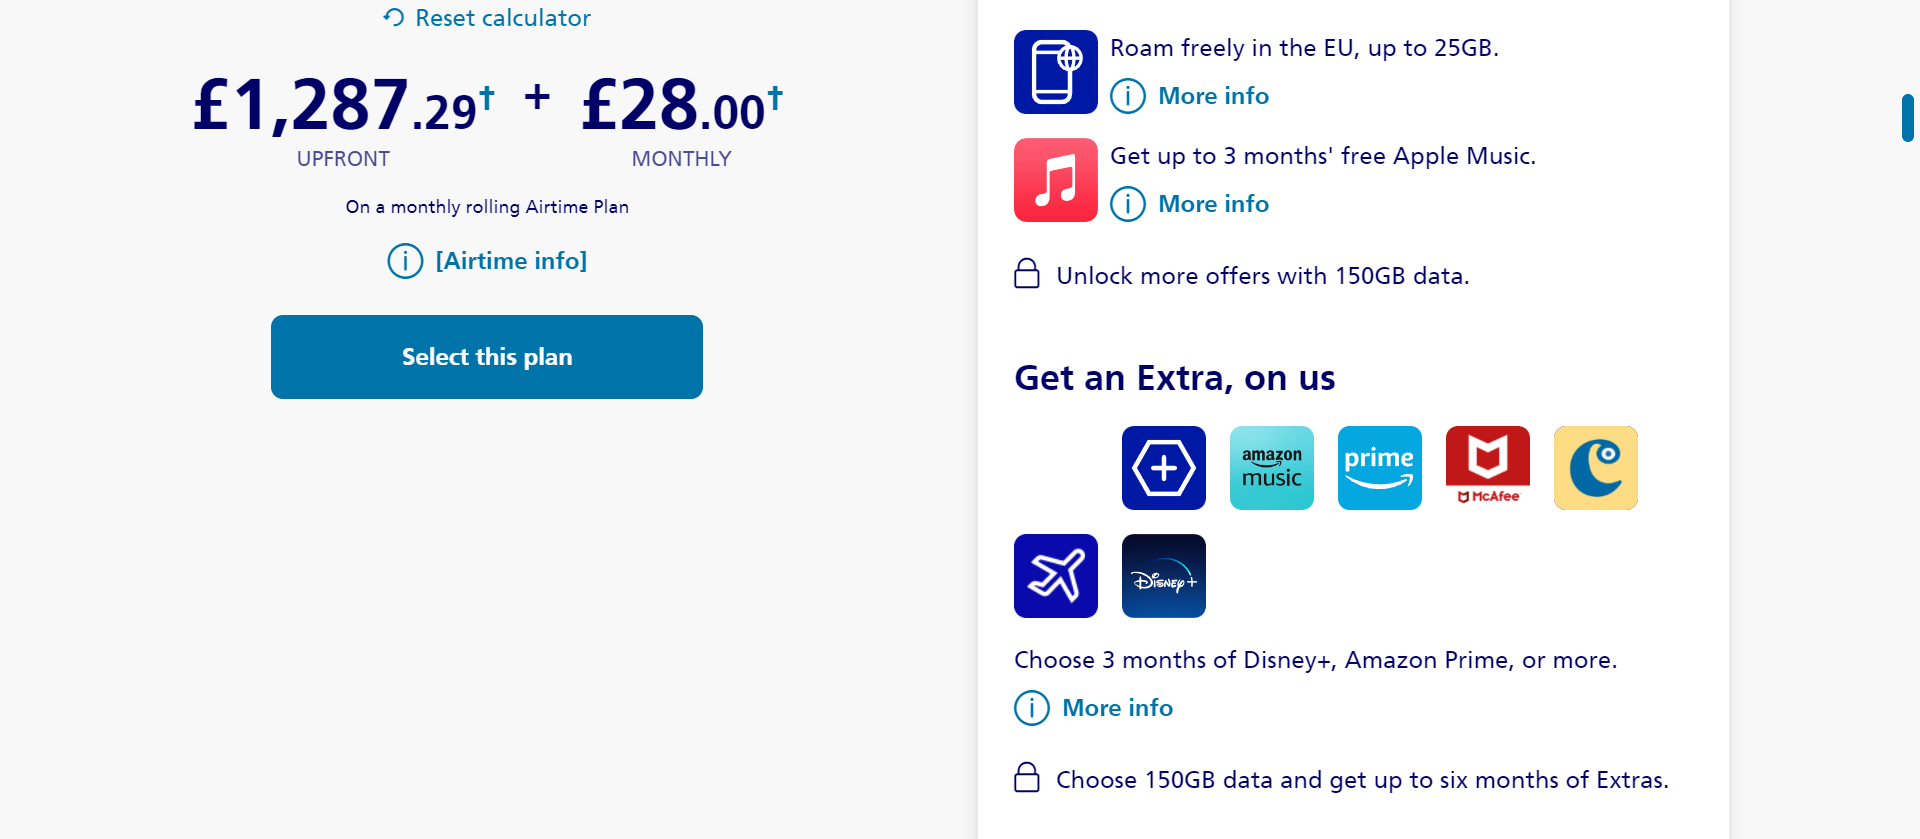 Reset calculator
£1,287.29† + £28.00†
UPFRONT MONTHLY
On a monthly rolling Airtime Plan
[Airtime info]
Select this plan
Roam freely in the EU, up to 25GB.
More info
Get up to 3 months' free Apple Music.
More info
Unlock more offers with 150GB data.
Get an Extra, on us
amazon music
prime
McAfee
Disney+
Choose 3 months of Disney+, Amazon Prime, or more.
More info
Choose 150GB data and get up to six months of Extras.